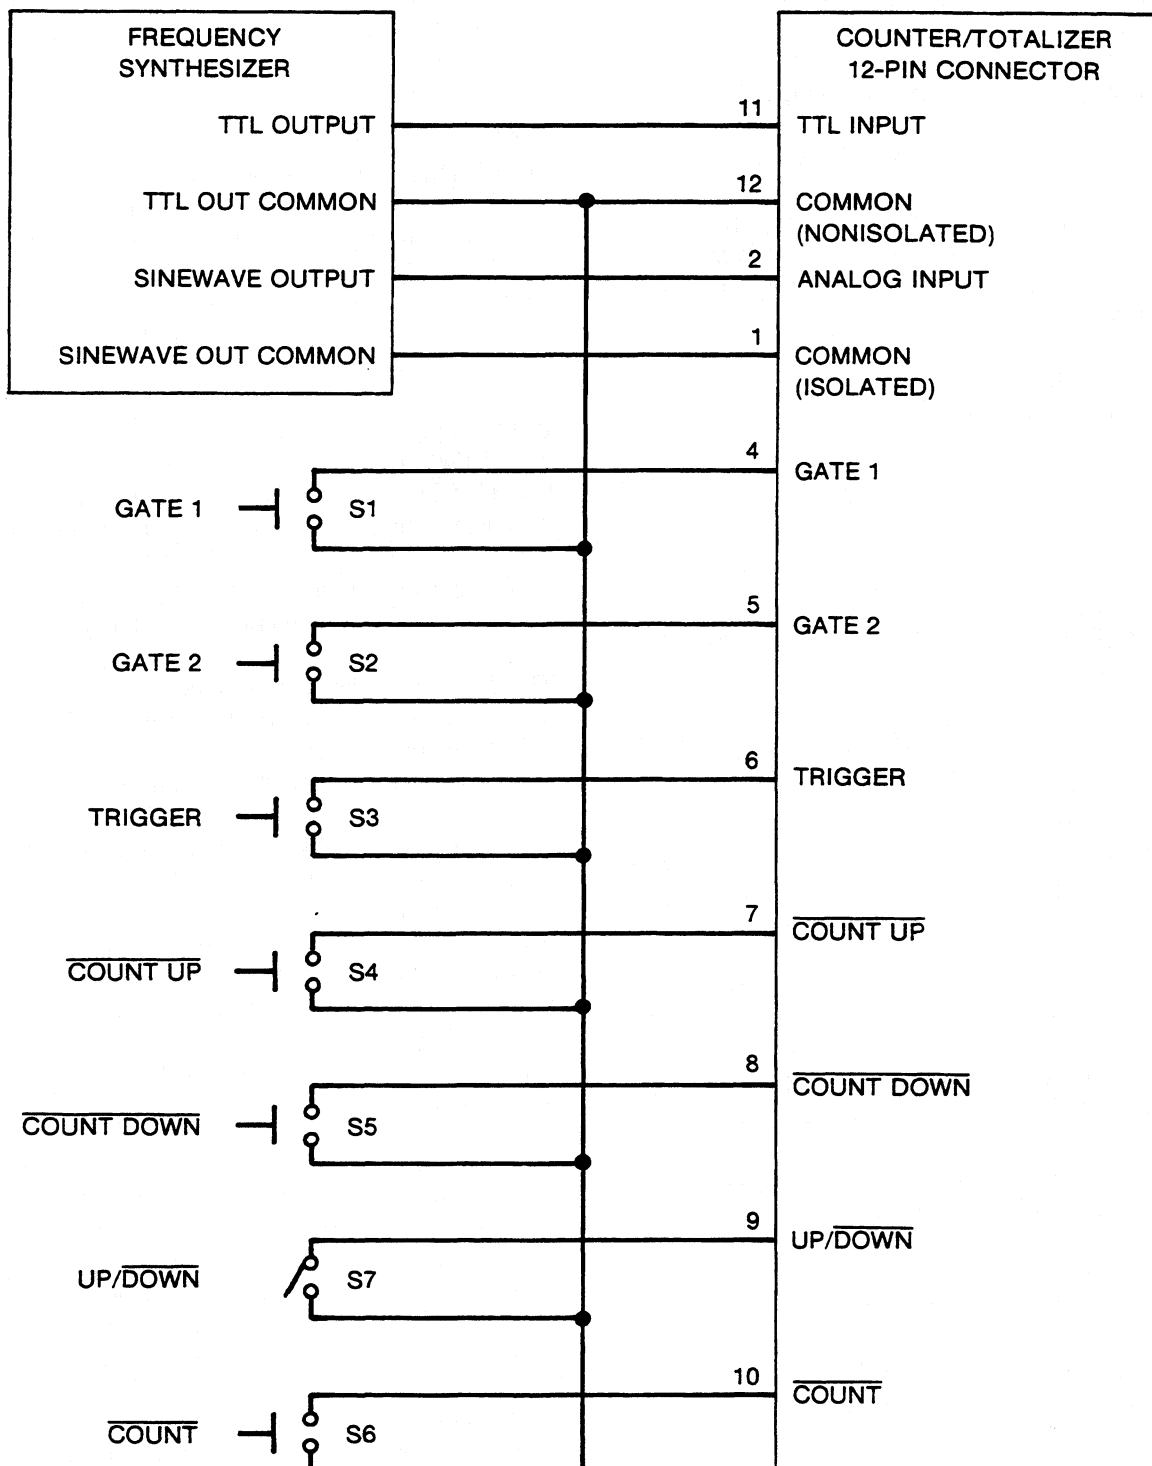 FREQUENCY
SYNTHESIZER
COUNTER/TOTALIZER
12-PIN CONNECTOR
TTL OUTPUT
11
TTL INPUT
TTL OUT COMMON
12
COMMON
(NONISOLATED)
SINEWAVE OUTPUT
2
ANALOG INPUT
SINEWAVE OUT COMMON
1
COMMON
(ISOLATED)
4
GATE 1
GATE 1
S1
5
GATE 2
GATE 2
S2
6
TRIGGER
TRIGGER
S3
7
COUNT UP
COUNT UP
S4
8
COUNT DOWN
COUNT DOWN
S5
9
UP/DOWN
UP/DOWN
S7
10
COUNT
COUNT
S6